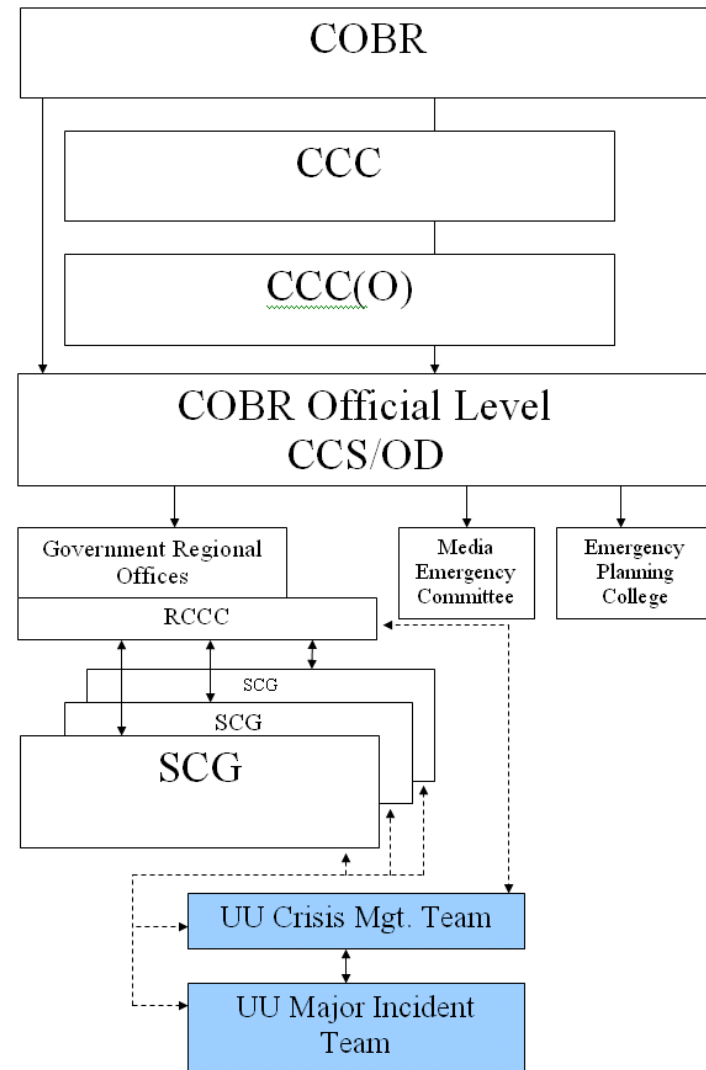 COBR
CCC
CCC(O)
COBR Official Level
CCS/OD
Government Regional
Offices
Media
Emergency
Committee
Emergency
Planning
College
RCCC
SCG
SCG
SCG
UU Crisis Mgt. Team
UU Major Incident
Team